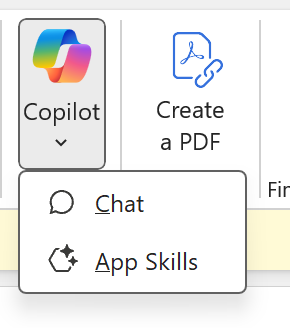 Copilot
Create
a PDF
Chat
App Skills